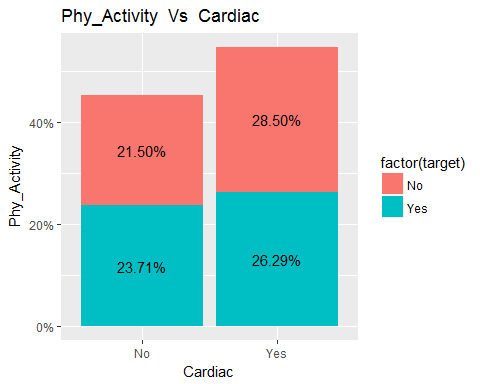 Phy_Activity Vs Cardiac
Phy_Activity
40%
20%
0%
21.50%
28.50%
23.71%
26.29%
No
Yes
Cardiac
factor(target)
No
Yes